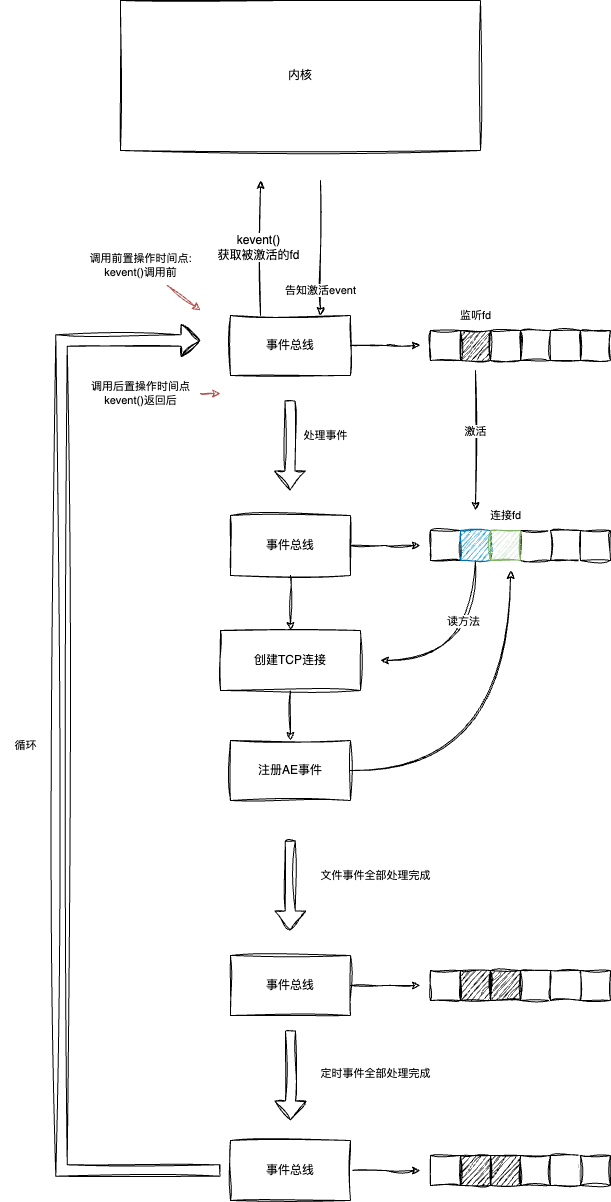 内核
kevent()
获取被激活的fd
调用前置操作时间点:
kevent()调用前
告知激活event
监听fd
事件总线
调用后置操作时间点
kevent()返回后
处理事件
激活
连接fd
事件总线
读方法
创建TCP连接
循环
注册AE事件
文件事件全部处理完成
事件总线
定时事件全部处理完成
事件总线